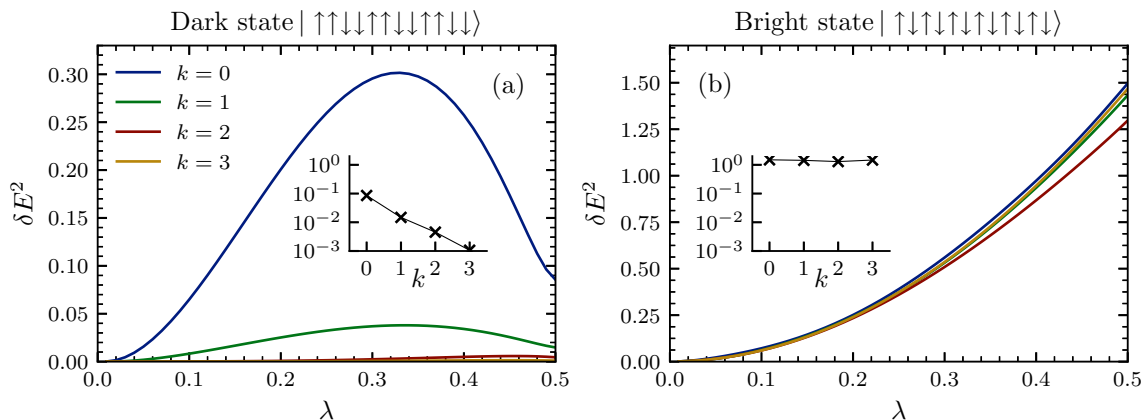 Dark state | ↑↑↓↓↑↑↓↓↑↑↓↓⟩
(a)
k = 0
k = 1
k = 2
k = 3
δE²
0.30
0.25
0.20
0.15
0.10
0.05
0.00
0.0 0.1 0.2 0.3 0.4 0.5
λ
10⁰
10⁻¹
10⁻²
10⁻³
0 1 2 3
k
Bright state | ↑↓↑↓↑↓↑↓↑↓↑↓⟩
(b)
δE²
1.50
1.25
1.00
0.75
0.50
0.25
0.00
0.0 0.1 0.2 0.3 0.4 0.5
λ
10⁰
10⁻¹
10⁻²
10⁻³
0 1 2 3
k